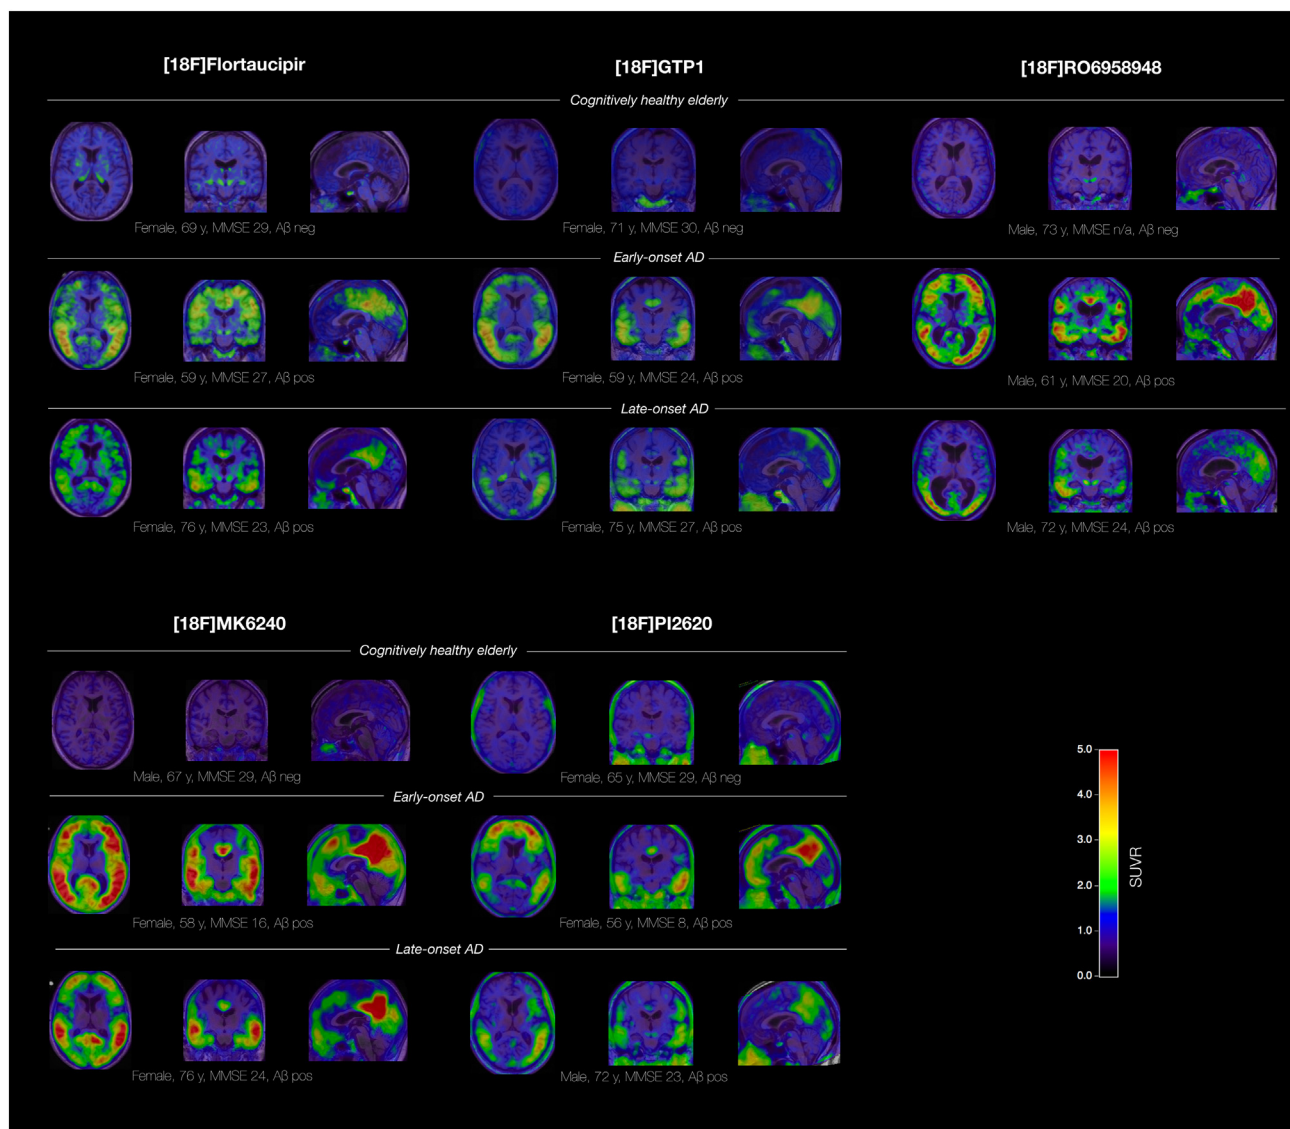 [18F]Flortaucipir
[18F]GTP1
[18F]RO6958948
Cognitively healthy elderly
Female, 69 y, MMSE 29, Aβ neg
Female, 71 y, MMSE 30, Aβ neg
Male, 73 y, MMSE n/a, Aβ neg
Early-onset AD
Female, 59 y, MMSE 27, Aβ pos
Female, 59 y, MMSE 24, Aβ pos
Male, 61 y, MMSE 20, Aβ pos
Late-onset AD
Female, 76 y, MMSE 23, Aβ pos
Female, 75 y, MMSE 27, Aβ pos
Male, 72 y, MMSE 24, Aβ pos
[18F]MK6240
[18F]PI2620
Cognitively healthy elderly
Male, 67 y, MMSE 29, Aβ neg
Female, 65 y, MMSE 29, Aβ neg
Early-onset AD
Female, 58 y, MMSE 16, Aβ pos
Female, 56 y, MMSE 8, Aβ pos
Late-onset AD
Female, 76 y, MMSE 24, Aβ pos
Male, 72 y, MMSE 23, Aβ pos
5.0
4.0
3.0
2.0
1.0
0.0
SUVR